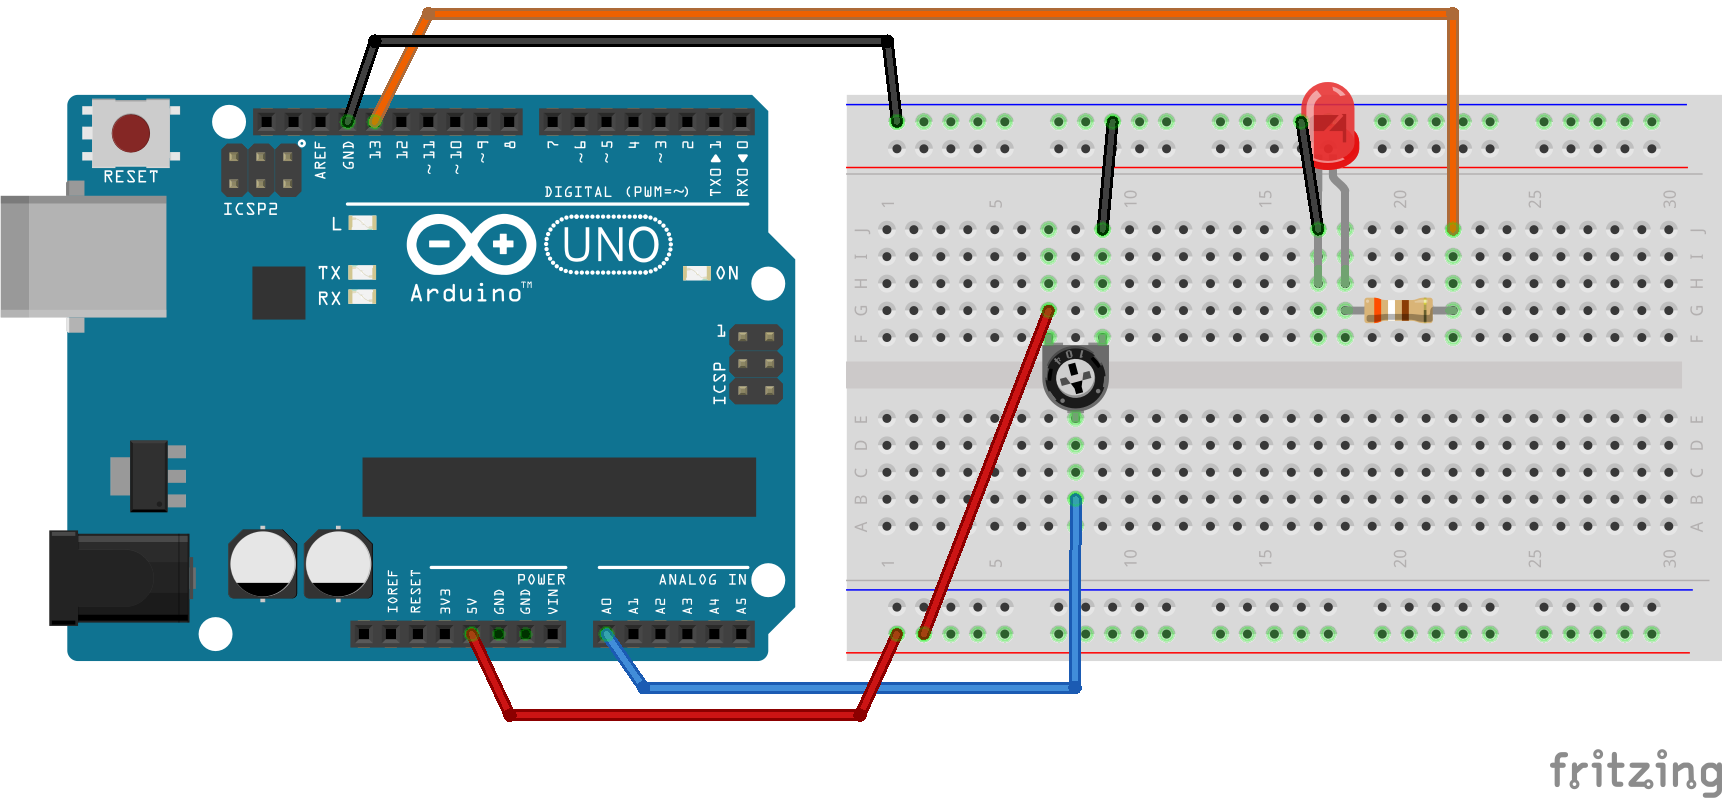 RESET
ICSP2
AREF
GND
13
12
~11
~10
~9
8
7
~6
~5
4
~3
2
TX0▶1
RX0◀0
DIGITAL (PWM=~)
L
TX
RX
UNO
Arduino™
ON
1
ICSP
IOREF
RESET
3V3
5V
GND
GND
VIN
POWER
ANALOG IN
A0
A1
A2
A3
A4
A5
1 5 10 15 20 25 30
J J
I I
H H
G G
F F
104
E E
D D
C C
B B
A A
1 5 10 15 20 25 30
fritzing